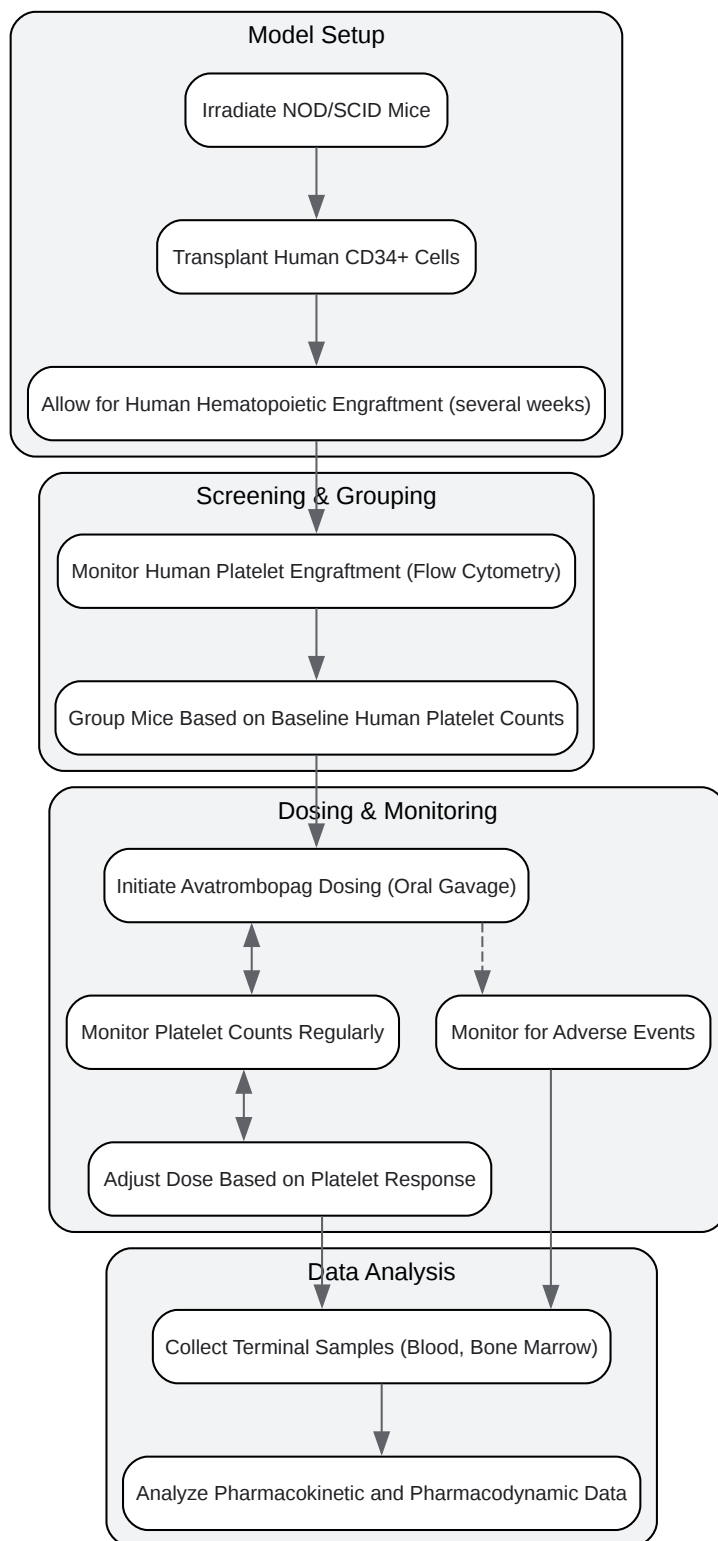 Model Setup
Irradiate NOD/SCID Mice
Transplant Human CD34+ Cells
Allow for Human Hematopoietic Engraftment (several weeks)
Screening & Grouping
Monitor Human Platelet Engraftment (Flow Cytometry)
Group Mice Based on Baseline Human Platelet Counts
Dosing & Monitoring
Initiate Avatrombopag Dosing (Oral Gavage)
Monitor Platelet Counts Regularly
Monitor for Adverse Events
Adjust Dose Based on Platelet Response
Data Analysis
Collect Terminal Samples (Blood, Bone Marrow)
Analyze Pharmacokinetic and Pharmacodynamic Data